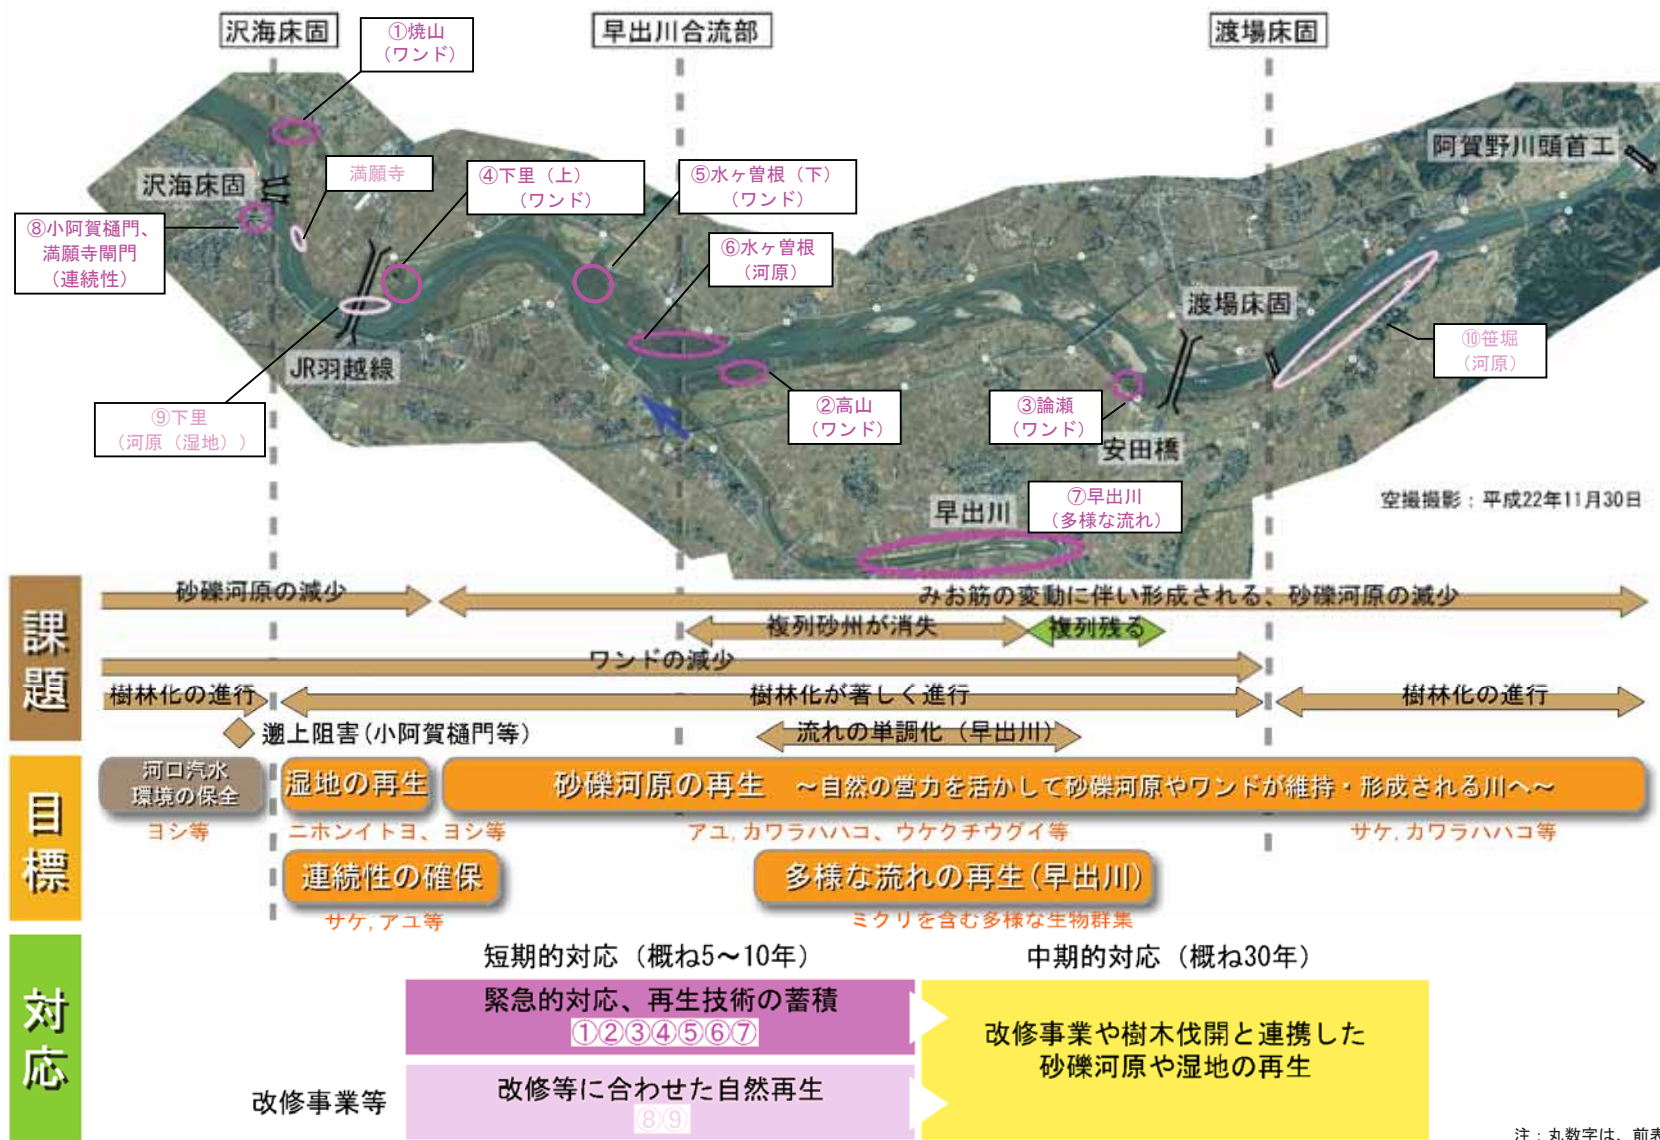 沢海床固
早出川合流部
渡場床固
①焼山
(ワンド)
阿賀野川頭首工
満願寺
④下里（上）
(ワンド)
⑤水ヶ曽根（下）
(ワンド)
沢海床固
⑧小阿賀樋門、
満願寺閘門
(連続性)
⑥水ヶ曽根
(河原)
渡場床固
⑩笹堀
(河原)
JR羽越線
⑨下里
(河原（湿地））
②高山
(ワンド)
③論瀬
(ワンド)
安田橋
⑦早出川
(多様な流れ)
早出川
空撮撮影：平成22年11月30日
課題
砂礫河原の減少
みお筋の変動に伴い形成される、砂礫河原の減少
複列砂州が消失
複列残る
ワンドの減少
樹林化の進行
樹林化が著しく進行
樹林化の進行
遡上阻害(小阿賀樋門等)
流れの単調化（早出川）
目標
河口汽水
環境の保全
湿地の再生
砂礫河原の再生 ～自然の営力を活かして砂礫河原やワンドが維持・形成される川へ～
ヨシ等
ニホンイトヨ、ヨシ等
アユ,カワラハハコ、ウケクチウグイ等
サケ,カワラハハコ等
連続性の確保
多様な流れの再生(早出川)
サケ,アユ等
ミクリを含む多様な生物群集
対応
短期的対応（概ね5～10年）
中期的対応（概ね30年）
緊急的対応、再生技術の蓄積
①②③④⑤⑥⑦
改修事業や樹木伐開と連携した
砂礫河原や湿地の再生
改修事業等
改修等に合わせた自然再生
⑧⑨
注：丸数字は、前表